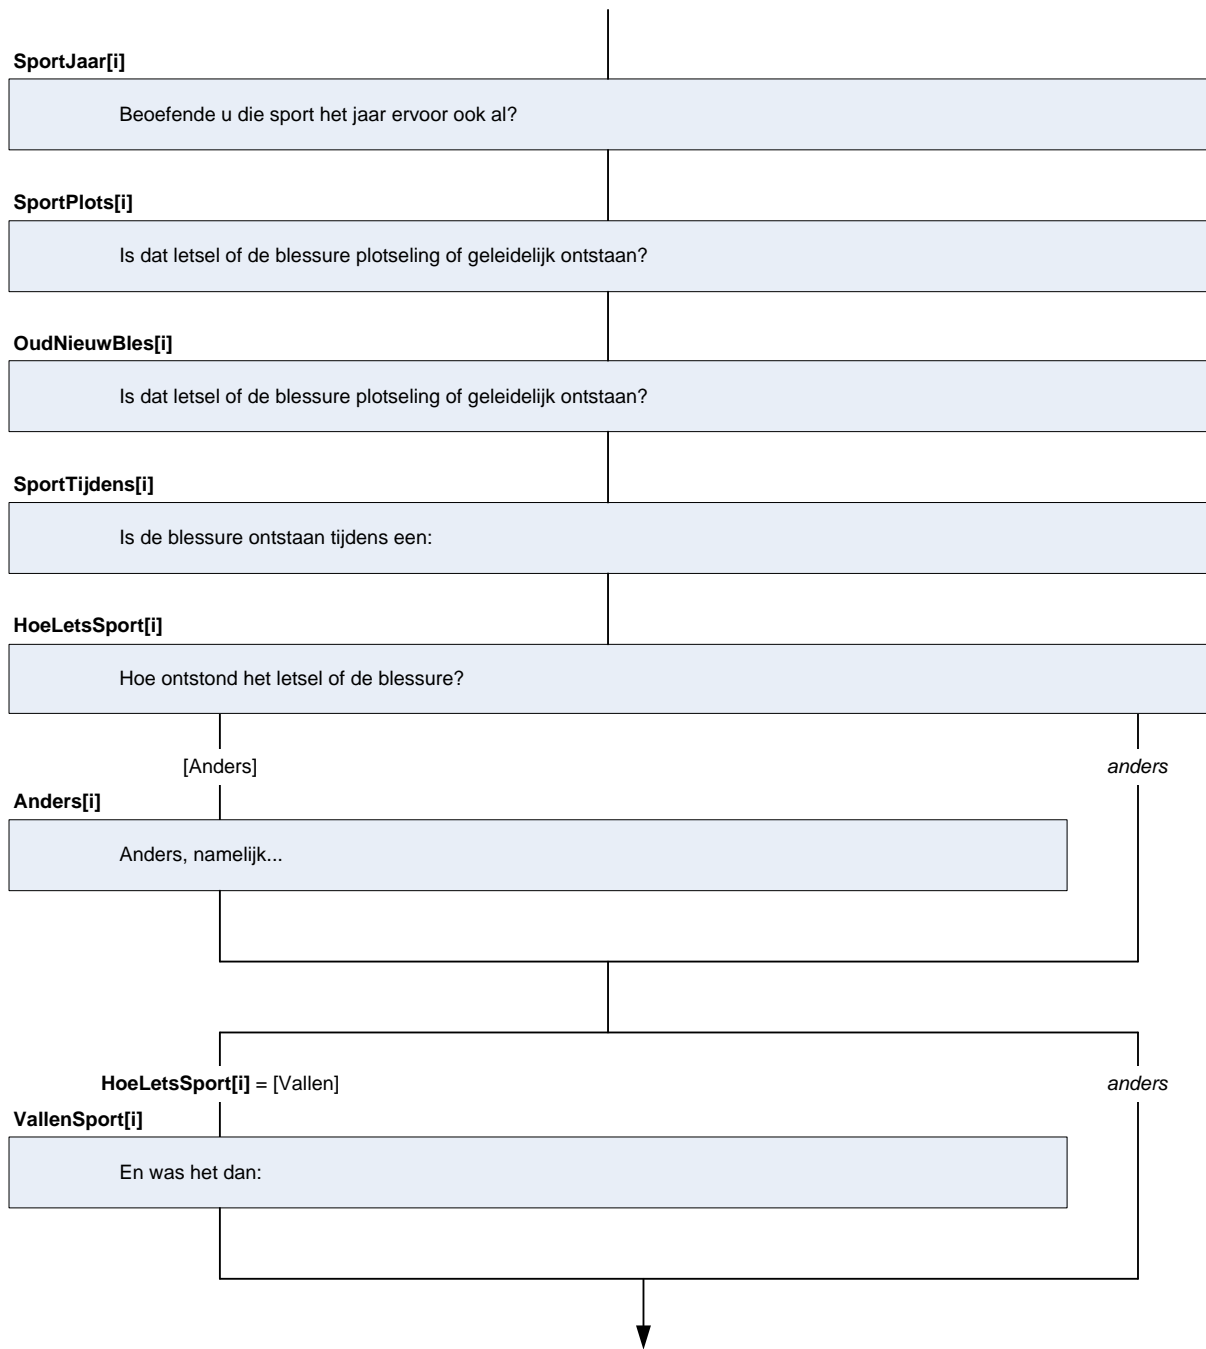 SportJaar[i]
Beoefende u die sport het jaar ervoor ook al?
SportPlots[i]
Is dat letsel of de blessure plotseling of geleidelijk ontstaan?
OudNieuwBles[i]
Is dat letsel of de blessure plotseling of geleidelijk ontstaan?
SportTijdens[i]
Is de blessure ontstaan tijdens een:
HoeLetsSport[i]
Hoe ontstond het letsel of de blessure?
[Anders]
anders
Anders[i]
Anders, namelijk...
HoeLetsSport[i] = [Vallen]
anders
VallenSport[i]
En was het dan: